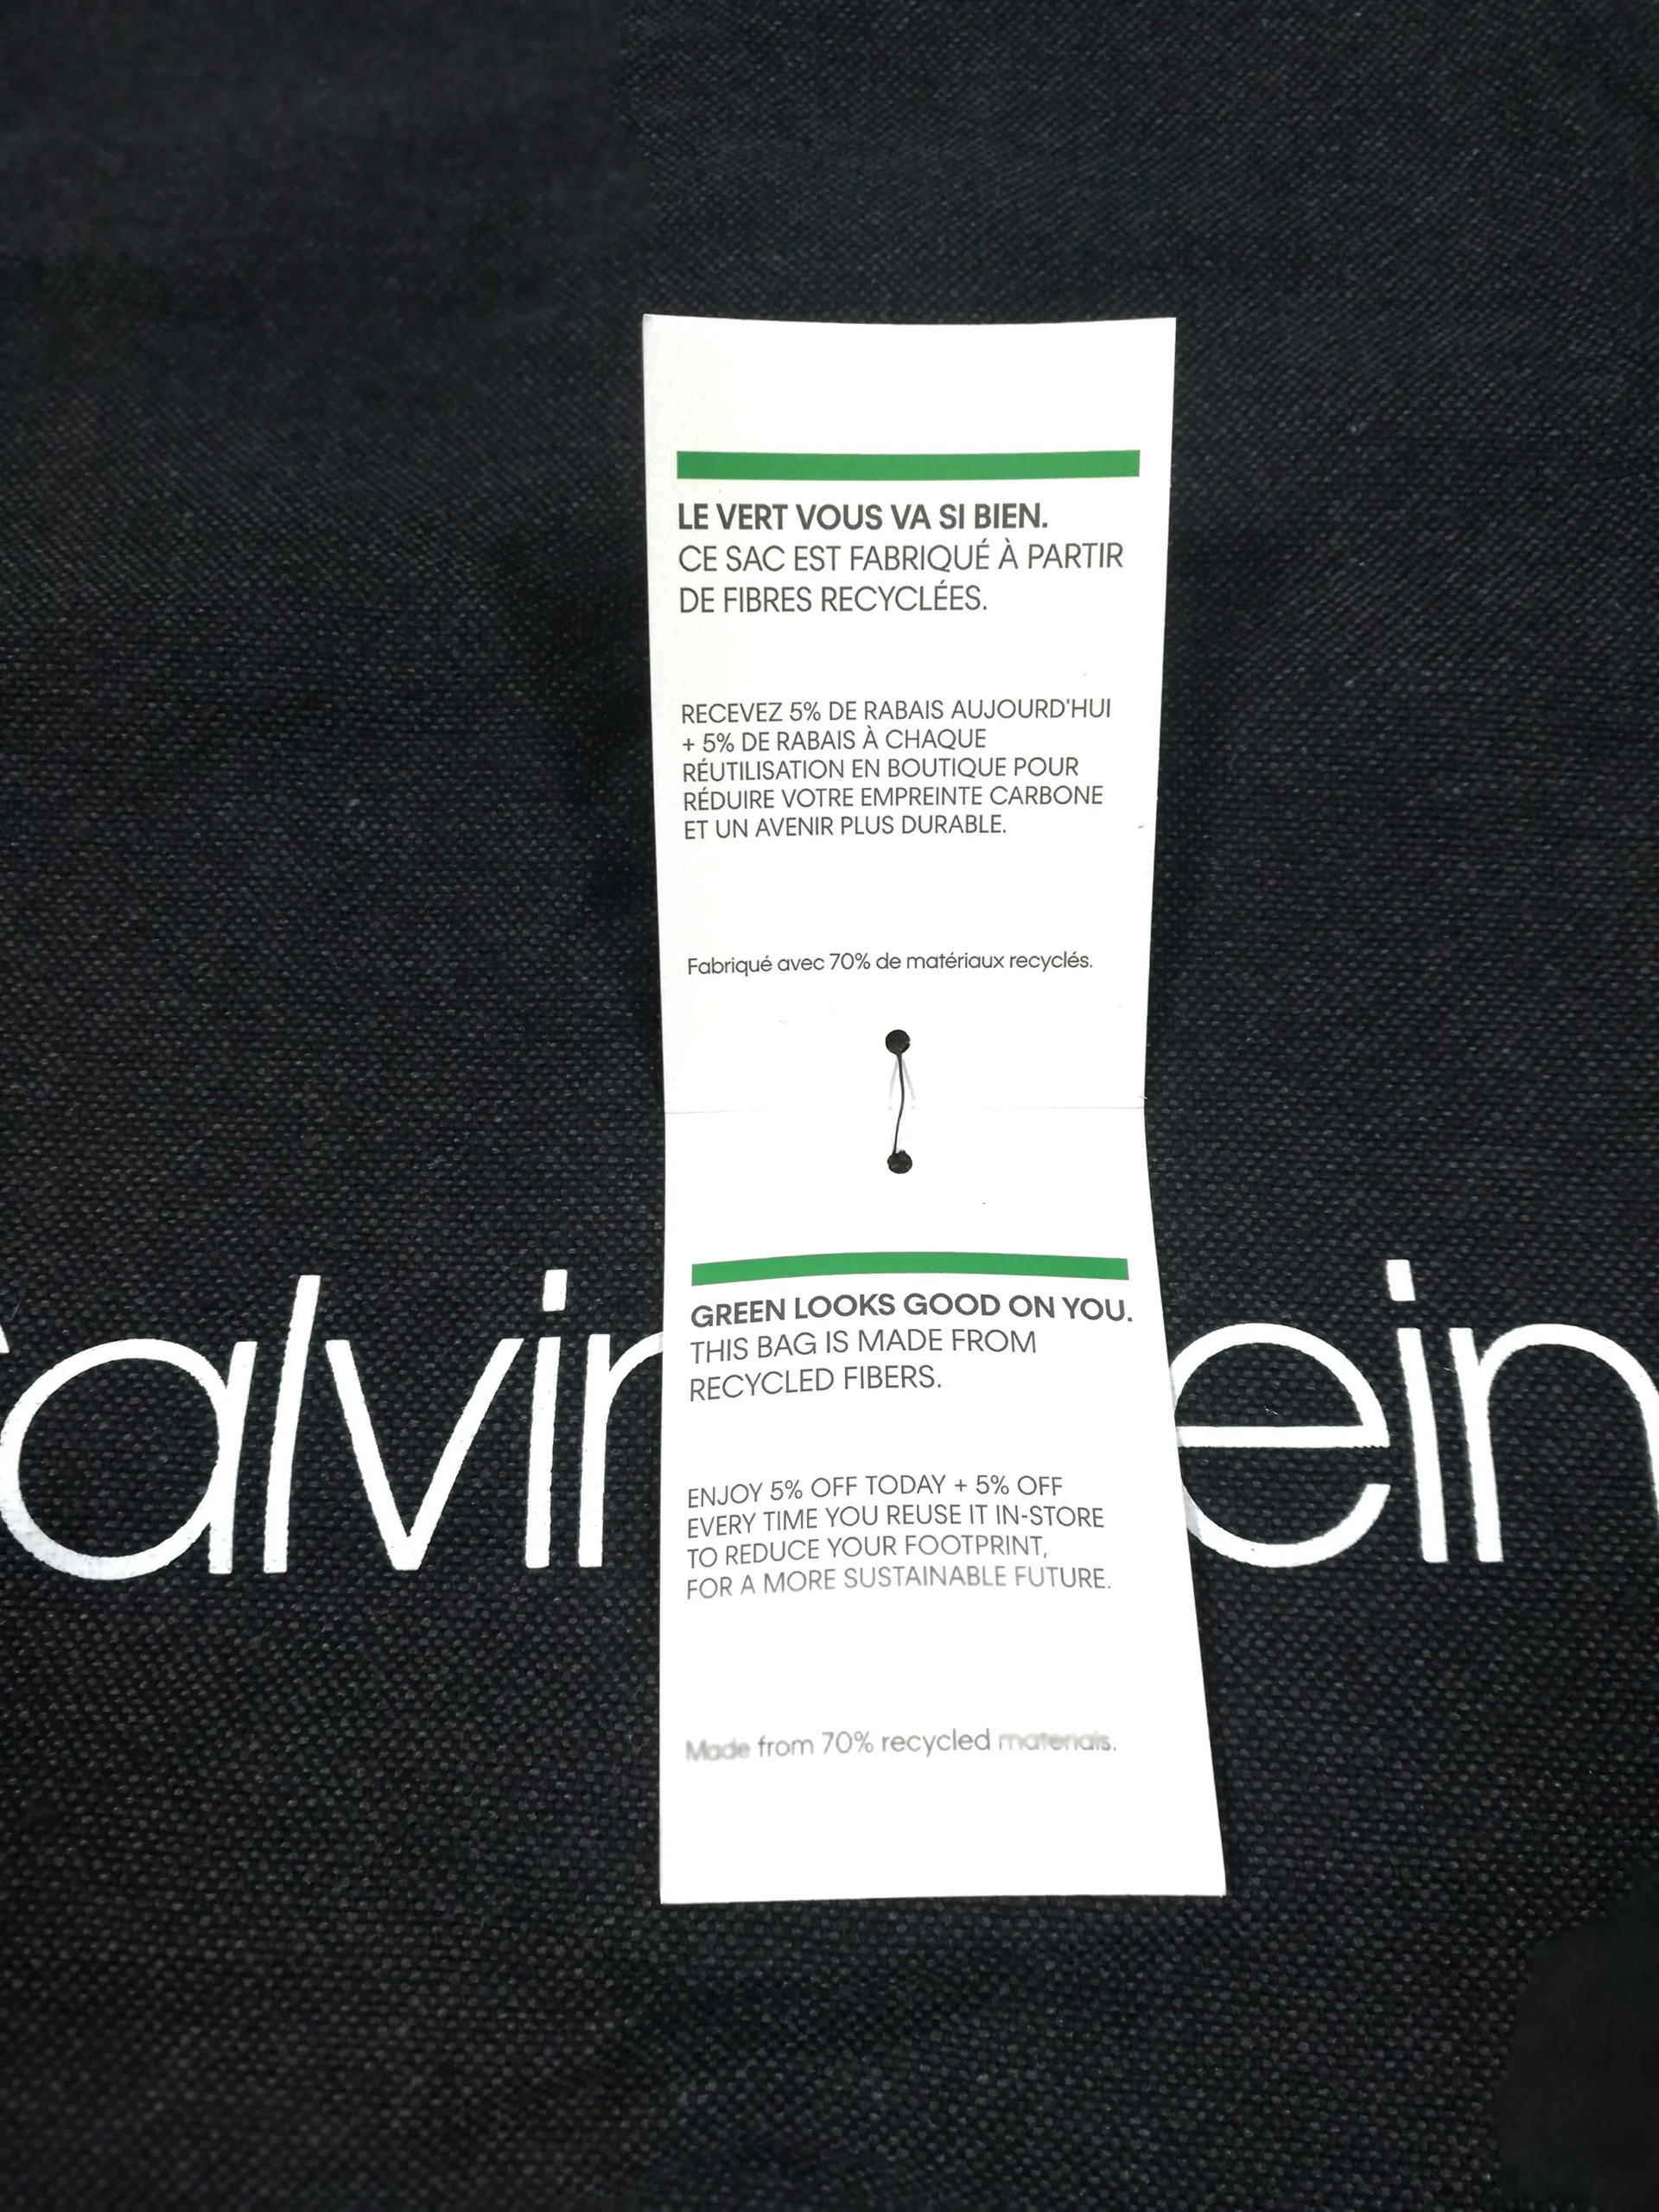 LE VERT VOUS VA SI BIEN.
CE SAC EST FABRIQUÉ À PARTIR
DE FIBRES RECYCLÉES.
RECEVEZ 5% DE RABAIS AUJOURD'HUI
+ 5% DE RABAIS À CHAQUE
RÉUTILISATION EN BOUTIQUE POUR
RÉDUIRE VOTRE EMPREINTE CARBONE
ET UN AVENIR PLUS DURABLE.
Fabriqué avec 70% de matériaux recyclés.
GREEN LOOKS GOOD ON YOU.
THIS BAG IS MADE FROM
RECYCLED FIBERS.
ENJOY 5% OFF TODAY + 5% OFF
EVERY TIME YOU REUSE IT IN-STORE
TO REDUCE YOUR FOOTPRINT,
FOR A MORE SUSTAINABLE FUTURE.
Made from 70% recycled materials.
alvin ein